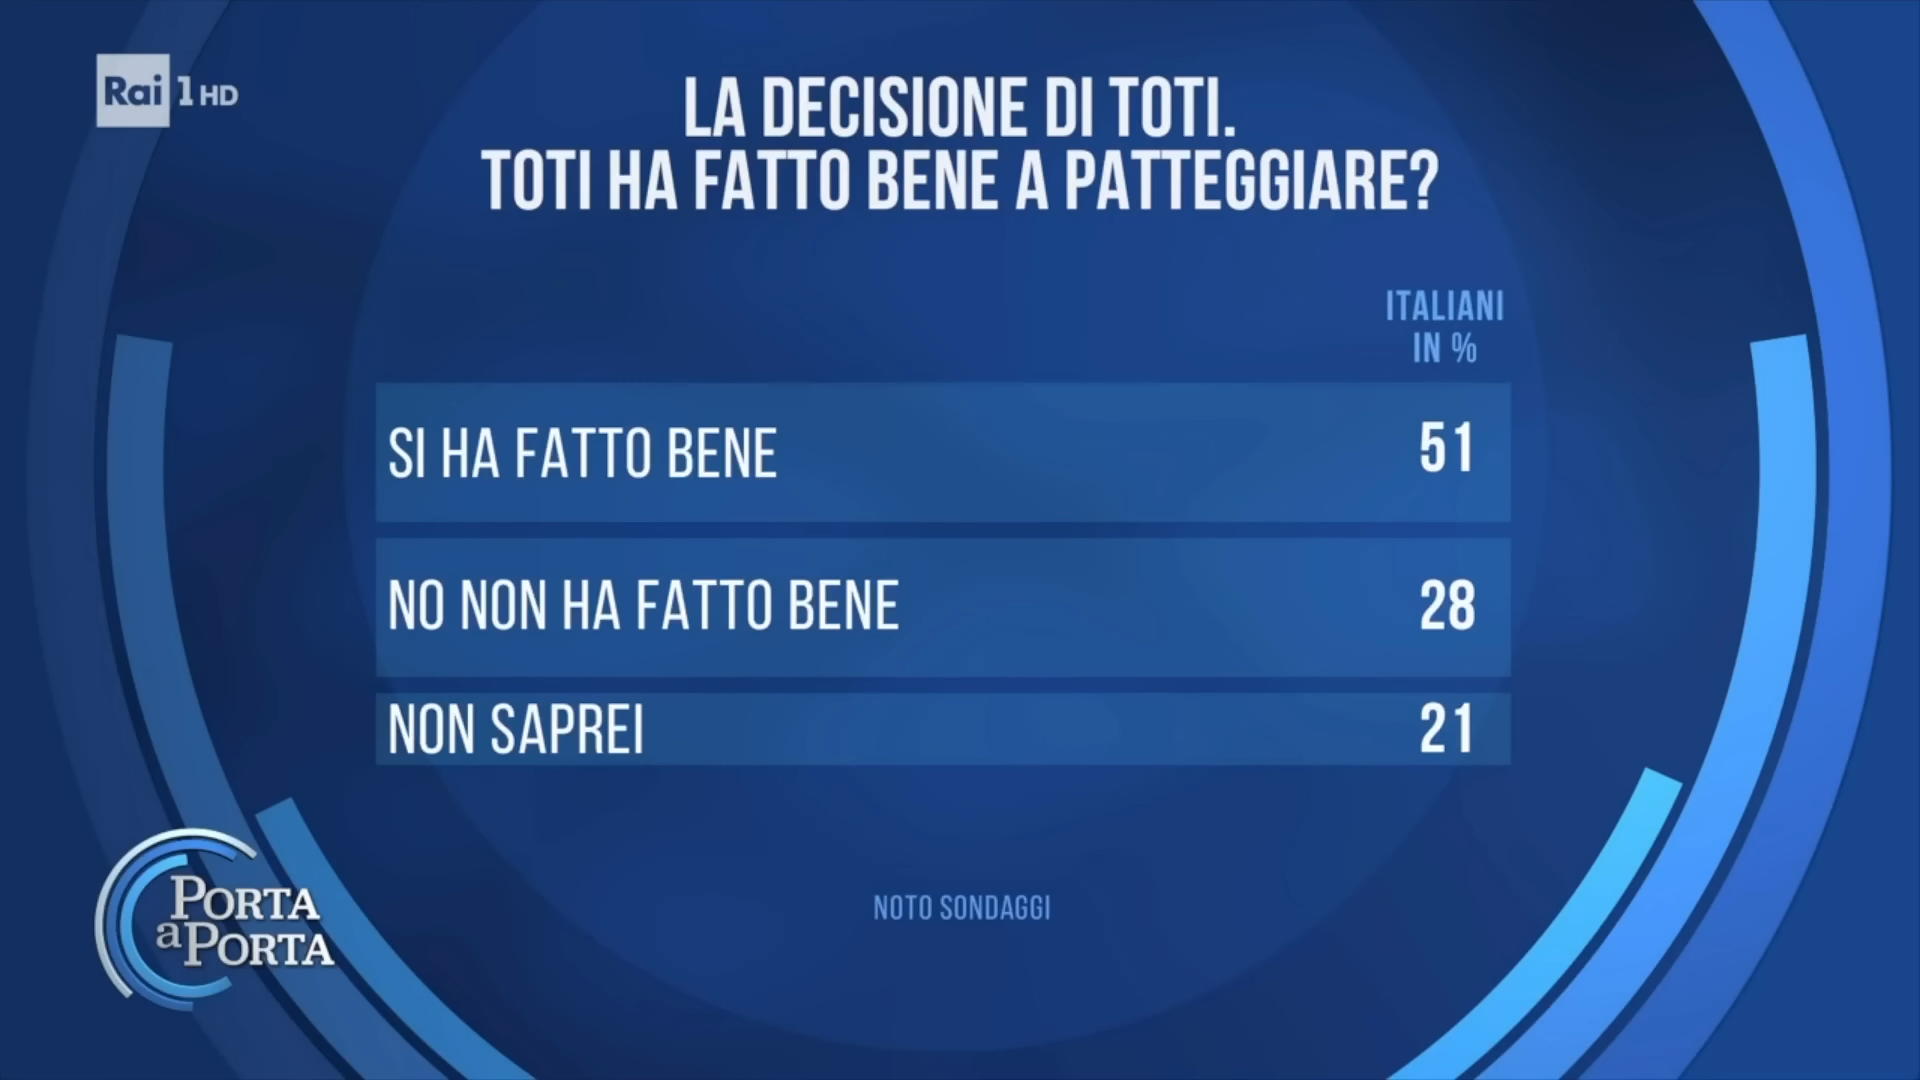 Rai 1 HD
LA DECISIONE DI TOTI.
TOTI HA FATTO BENE A PATTEGGIARE?
ITALIANI
IN %
SI HA FATTO BENE 51
NO NON HA FATTO BENE 28
NON SAPREI 21
NOTO SONDAGGI
PORTA
a PORTA